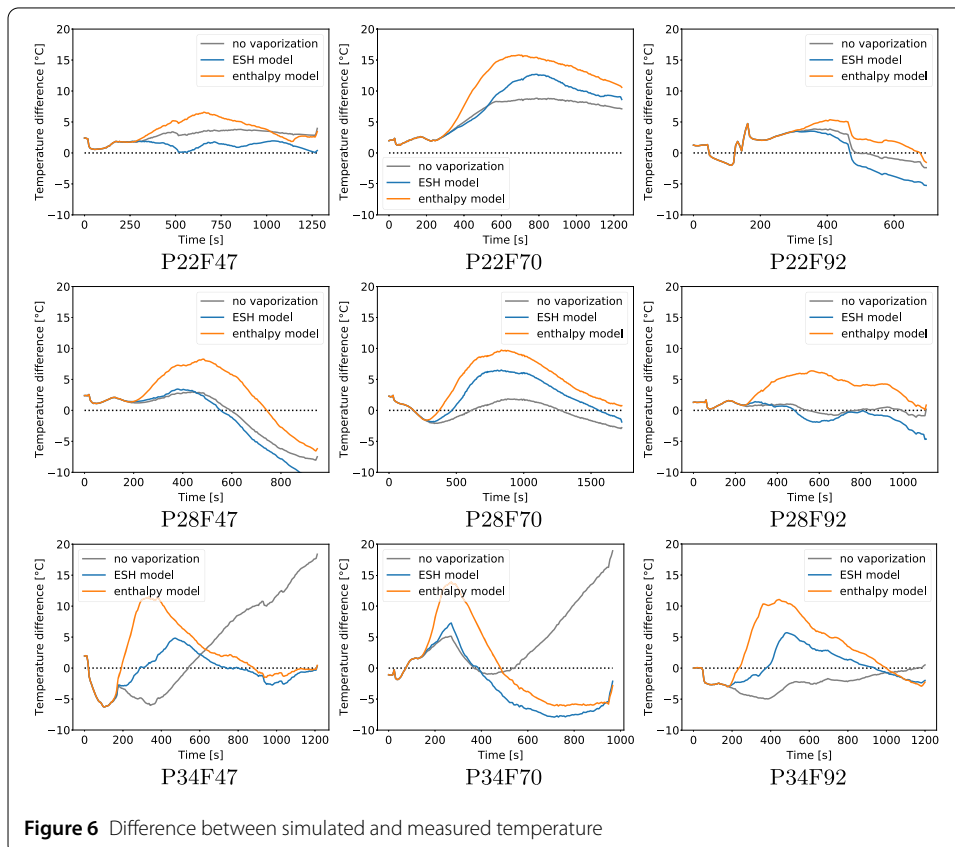 20
15
10
5
0
−5
−10
Temperature difference [°C]
no vaporization
ESH model
enthalpy model
0 250 500 750 1000 1250
Time [s]
P22F47
20
15
10
5
0
−5
−10
Temperature difference [°C]
no vaporization
ESH model
enthalpy model
0 200 400 600 800 1000 1200
Time [s]
P22F70
20
15
10
5
0
−5
−10
Temperature difference [°C]
no vaporization
ESH model
enthalpy model
0 200 400 600
Time [s]
P22F92
20
15
10
5
0
−5
−10
Temperature difference [°C]
no vaporization
ESH model
enthalpy model
0 200 400 600 800
Time [s]
P28F47
20
15
10
5
0
−5
−10
Temperature difference [°C]
no vaporization
ESH model
enthalpy model
0 500 1000 1500
Time [s]
P28F70
20
15
10
5
0
−5
−10
Temperature difference [°C]
no vaporization
ESH model
enthalpy model
0 200 400 600 800 1000
Time [s]
P28F92
20
15
10
5
0
−5
−10
Temperature difference [°C]
no vaporization
ESH model
enthalpy model
0 200 400 600 800 1000 1200
Time [s]
P34F47
20
15
10
5
0
−5
−10
Temperature difference [°C]
no vaporization
ESH model
enthalpy model
0 200 400 600 800 1000
Time [s]
P34F70
20
15
10
5
0
−5
−10
Temperature difference [°C]
no vaporization
ESH model
enthalpy model
0 200 400 600 800 1000 1200
Time [s]
P34F92
Figure 6 Difference between simulated and measured temperature